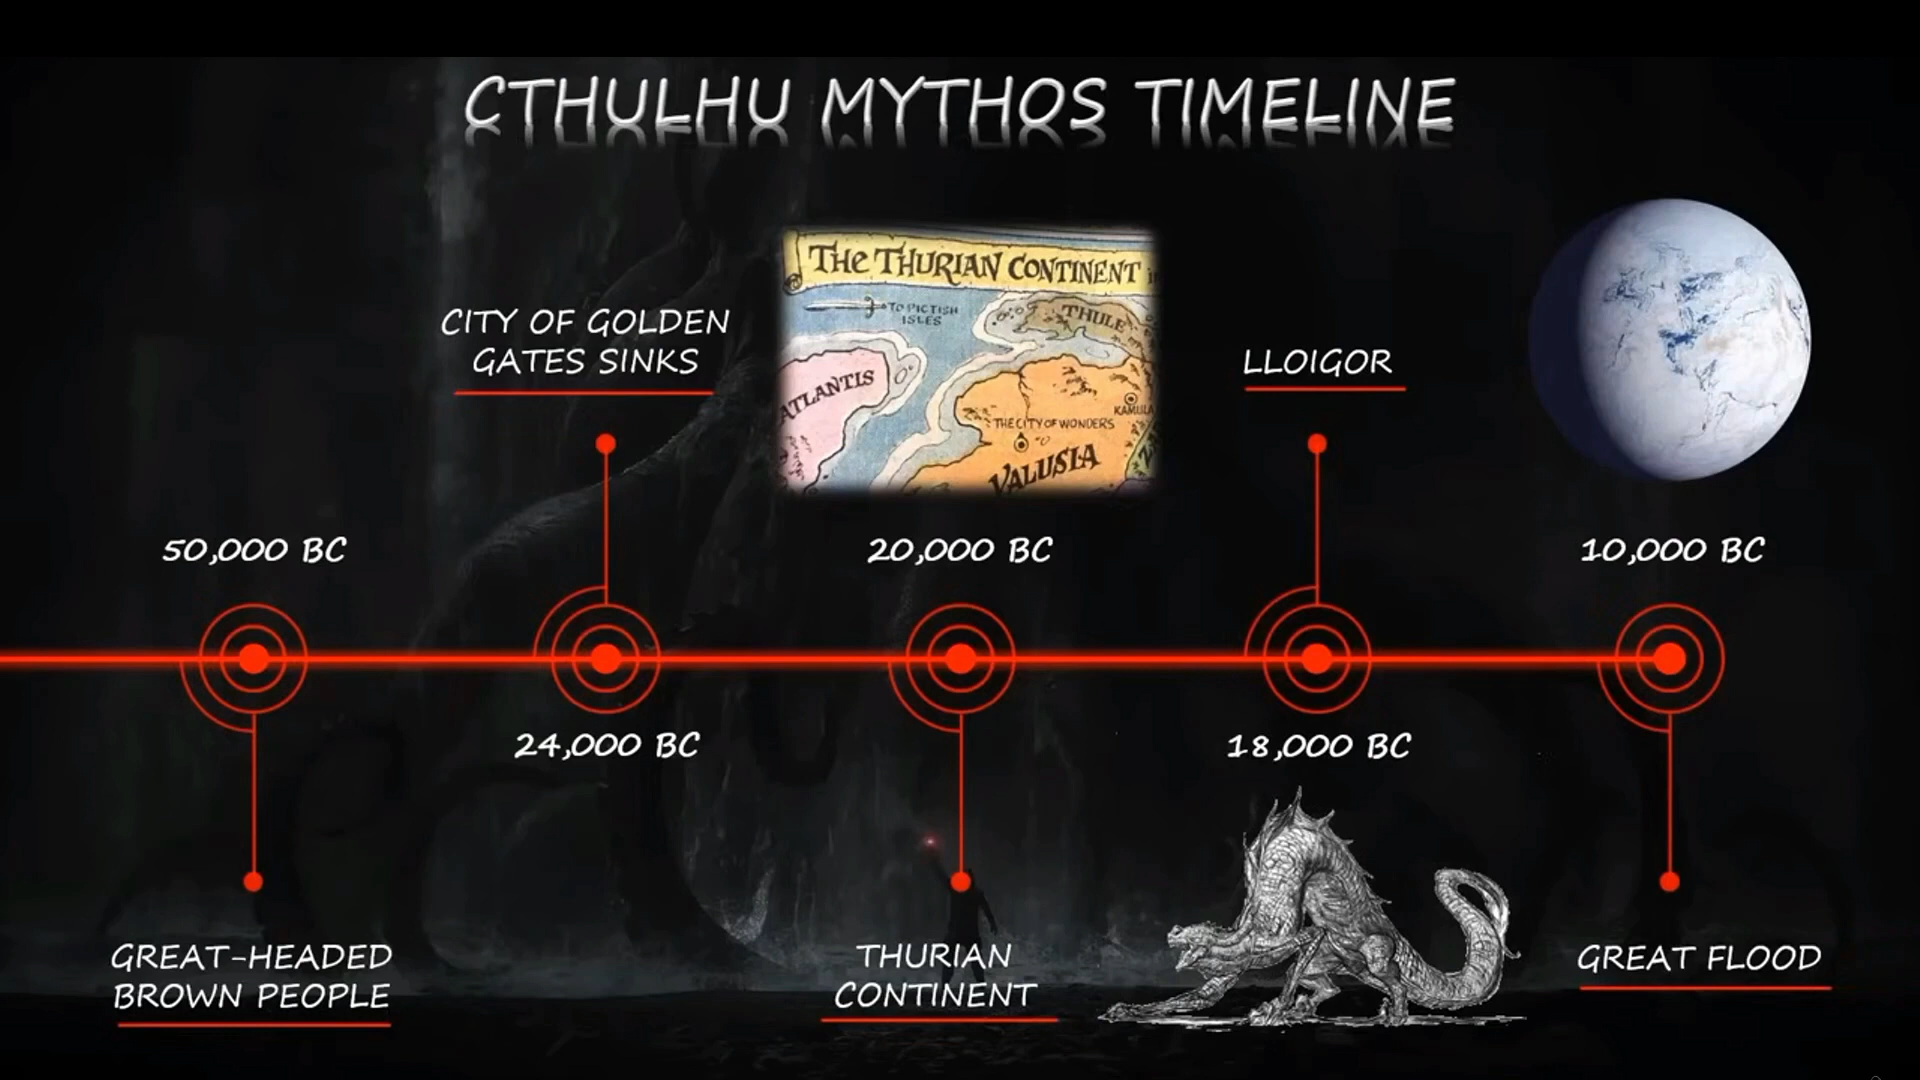 CTHULHU MYTHOS TIMELINE
THE THURIAN CONTINENT
TO PICTISH
ISLES
THULE
ATLANTIS
KAMULA
THE CITY OF WONDERS
VALUSIA
CITY OF GOLDEN
GATES SINKS
LLOIGOR
50,000 BC
20,000 BC
10,000 BC
24,000 BC
18,000 BC
GREAT-HEADED
BROWN PEOPLE
THURIAN
CONTINENT
GREAT FLOOD